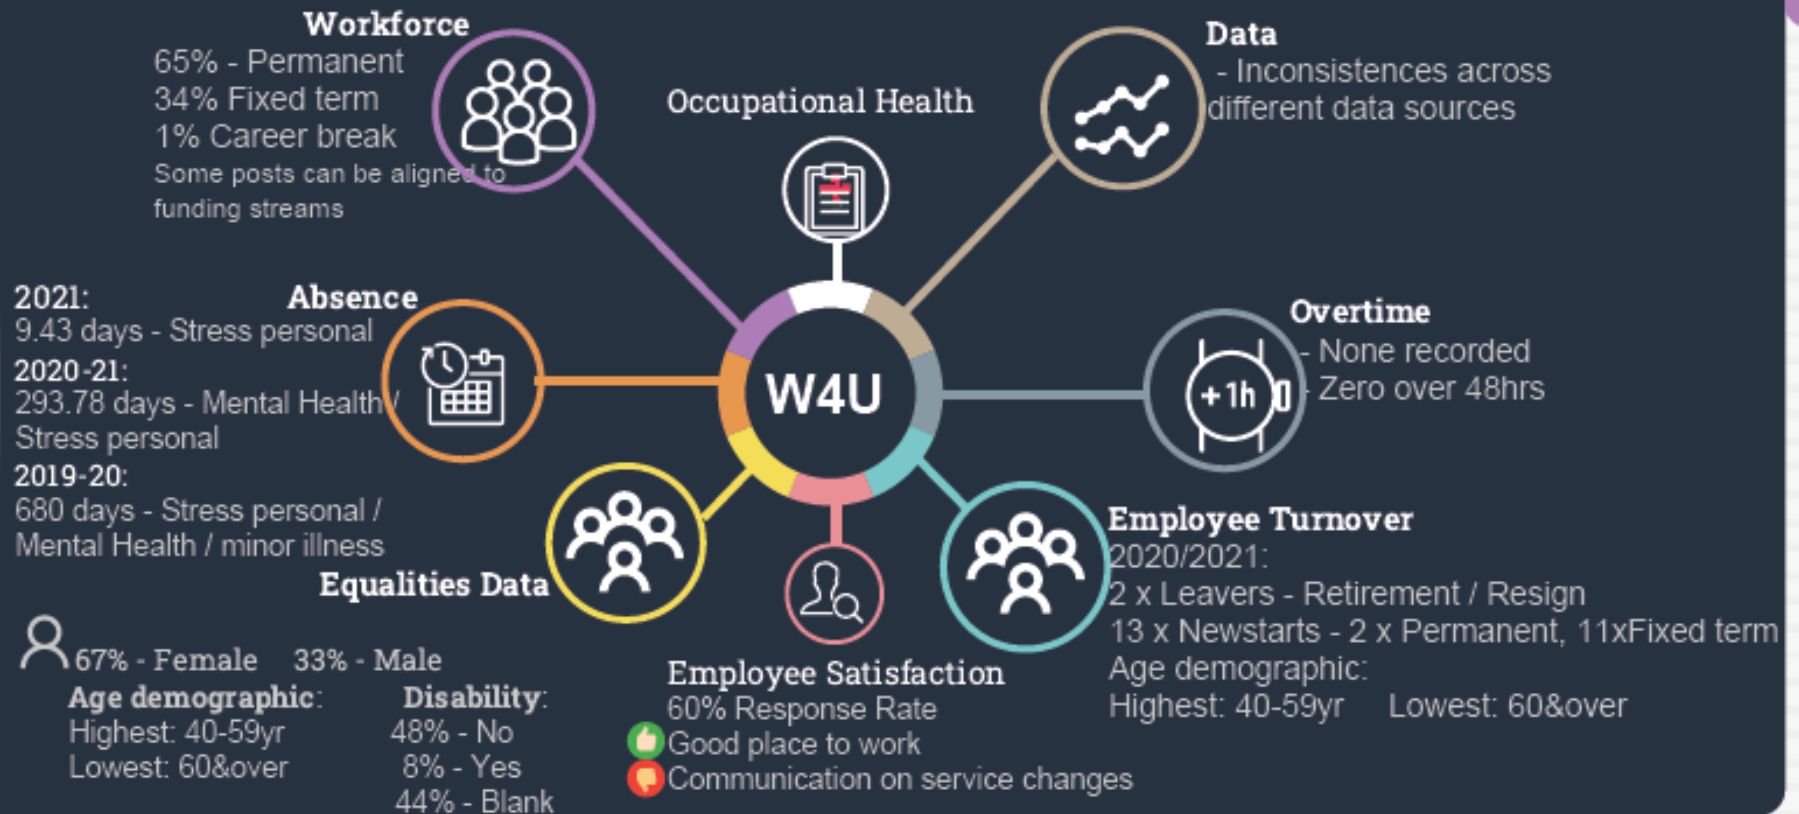 Workforce
65% - Permanent
34% Fixed term
1% Career break
Some posts can be aligned to
funding streams
Occupational Health
Data
- Inconsistences across
different data sources
2021:
Absence
9.43 days - Stress personal
2020-21:
293.78 days - Mental Health /
Stress personal
2019-20:
680 days - Stress personal /
Mental Health / minor illness
W4U
Overtime
- None recorded
- Zero over 48hrs
+1h
Equalities Data
67% - Female 33% - Male
Age demographic:
Highest: 40-59yr
Lowest: 60&over
Disability:
48% - No
8% - Yes
44% - Blank
Employee Satisfaction
60% Response Rate
Good place to work
Communication on service changes
Employee Turnover
2020/2021:
2 x Leavers - Retirement / Resign
13 x Newstarts - 2 x Permanent, 11xFixed term
Age demographic:
Highest: 40-59yr Lowest: 60&over